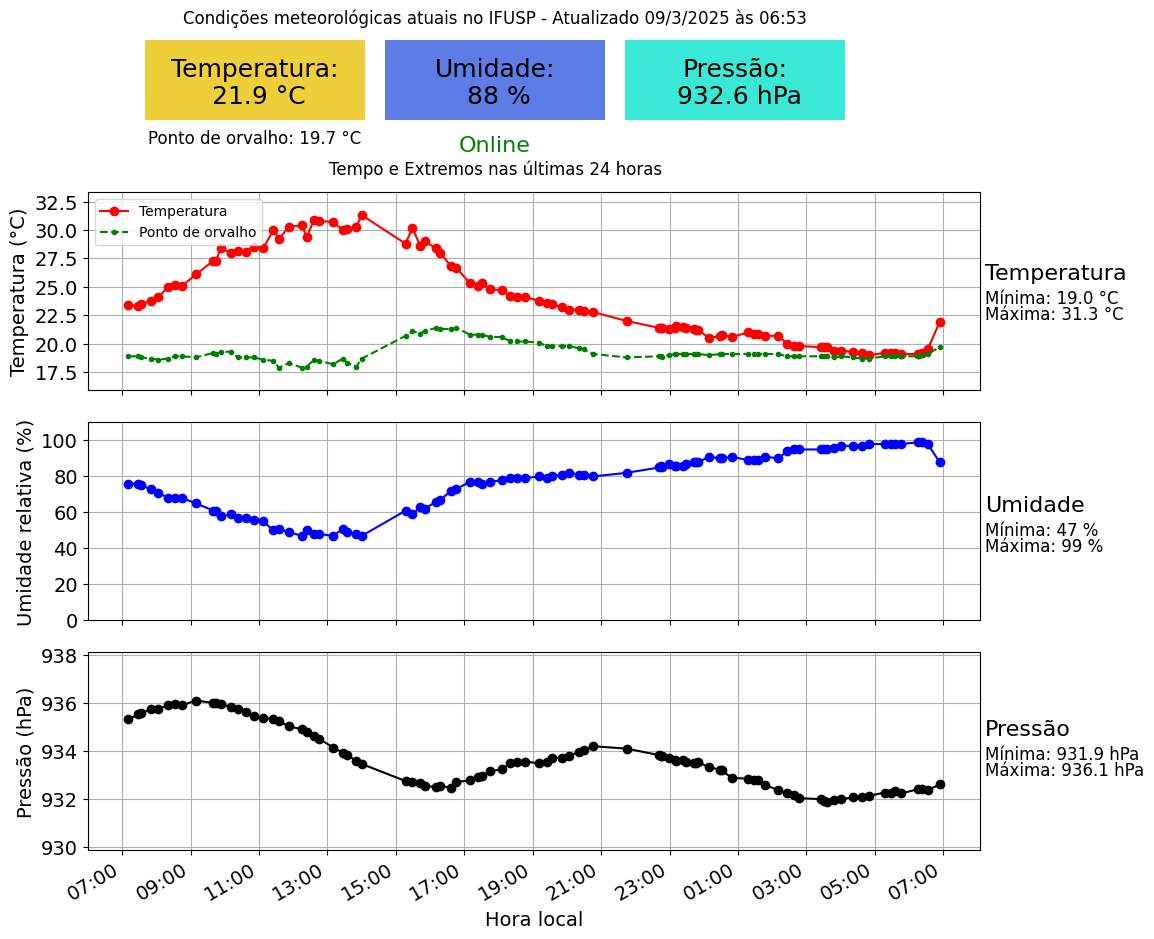 Condições meteorológicas atuais no IFUSP - Atualizado 09/3/2025 às 06:53
Temperatura:
21.9 °C
Umidade:
88 %
Pressão:
932.6 hPa
Ponto de orvalho: 19.7 °C
Online
Tempo e Extremos nas últimas 24 horas
Temperatura (°C)
32.5
30.0
27.5
25.0
22.5
20.0
17.5
Temperatura
Ponto de orvalho
Temperatura
Mínima: 19.0 °C
Máxima: 31.3 °C
Umidade relativa (%)
100
80
60
40
20
0
Umidade
Mínima: 47 %
Máxima: 99 %
Pressão (hPa)
938
936
934
932
930
Pressão
Mínima: 931.9 hPa
Máxima: 936.1 hPa
07:00 09:00 11:00 13:00 15:00 17:00 19:00 21:00 23:00 01:00 03:00 05:00 07:00
Hora local